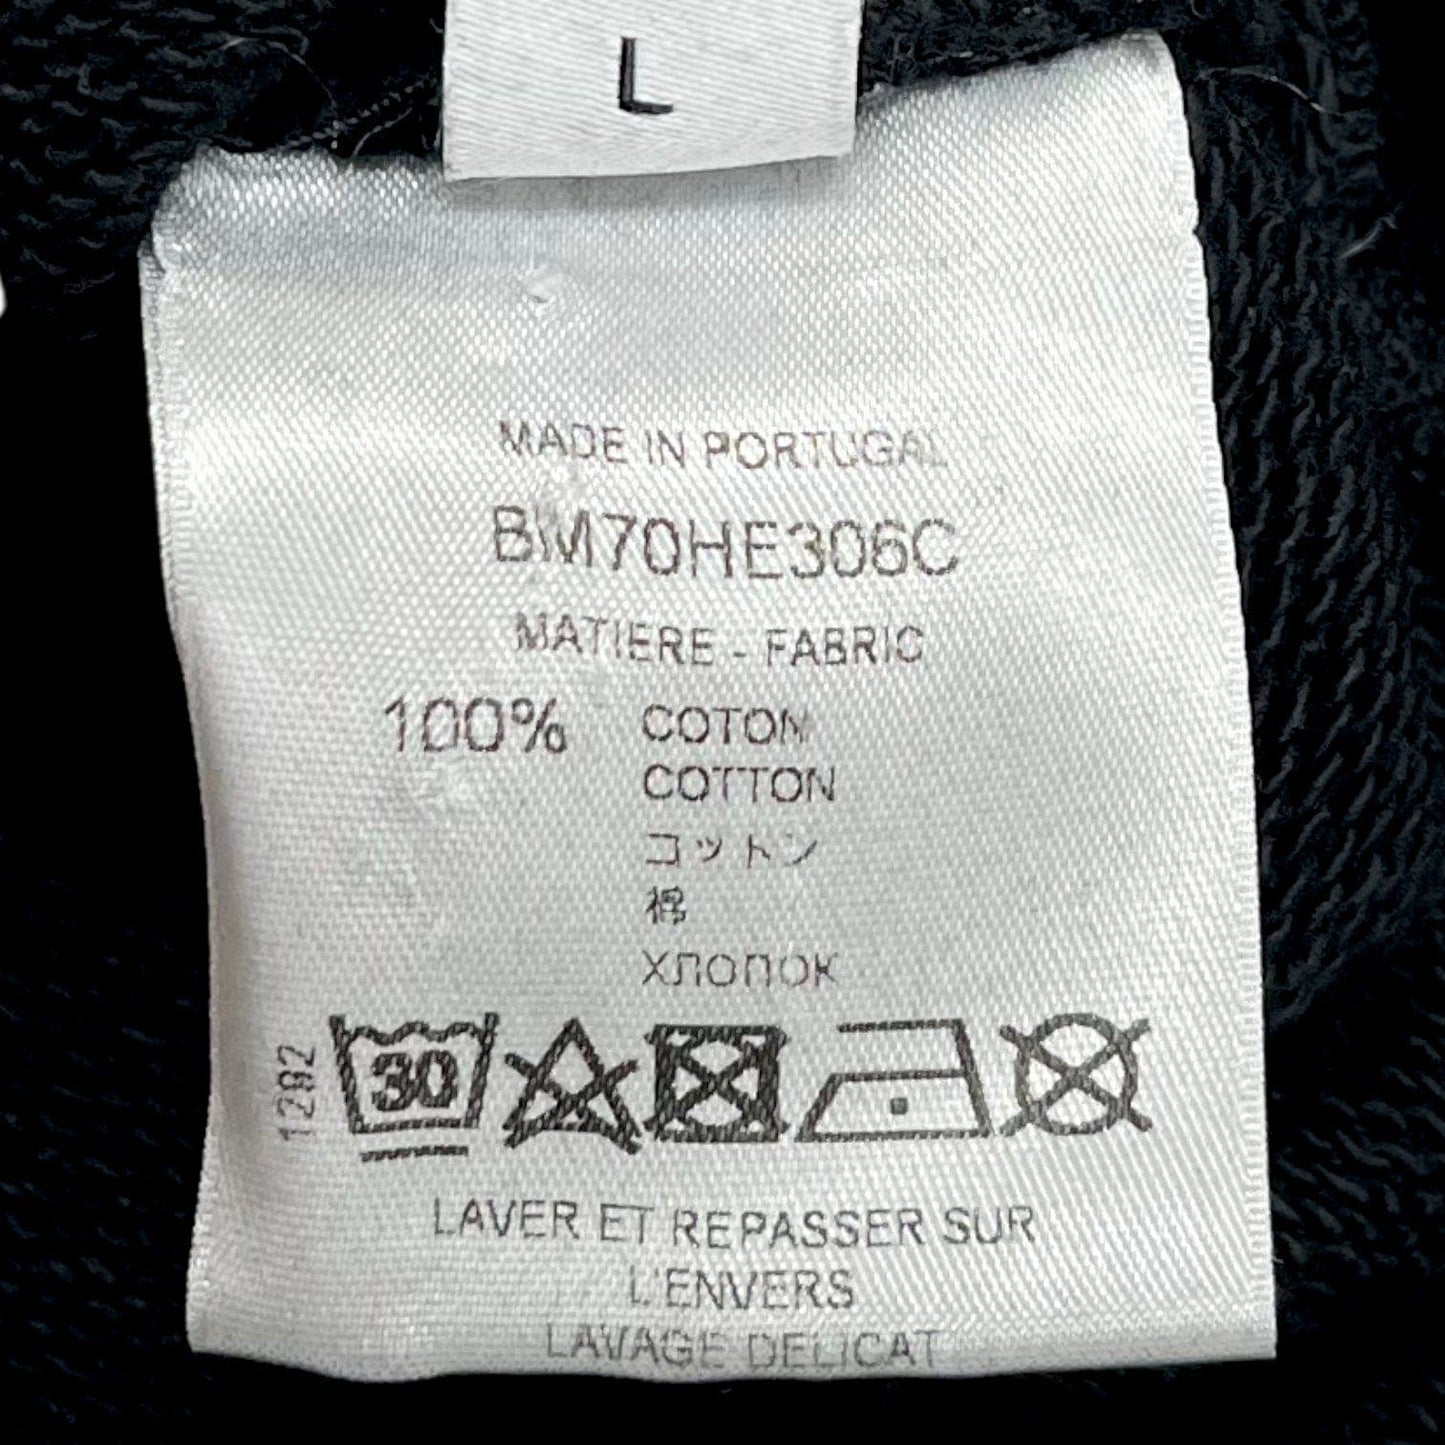 L
MADE IN PORTUGAL
BM70HE306C
MATIERE - FABRIC
100% COTON
COTTON
コットン
棉
ХЛОПОК
1282
30
LAVER ET REPASSER SUR
L'ENVERS
LAVAGE DELICAT